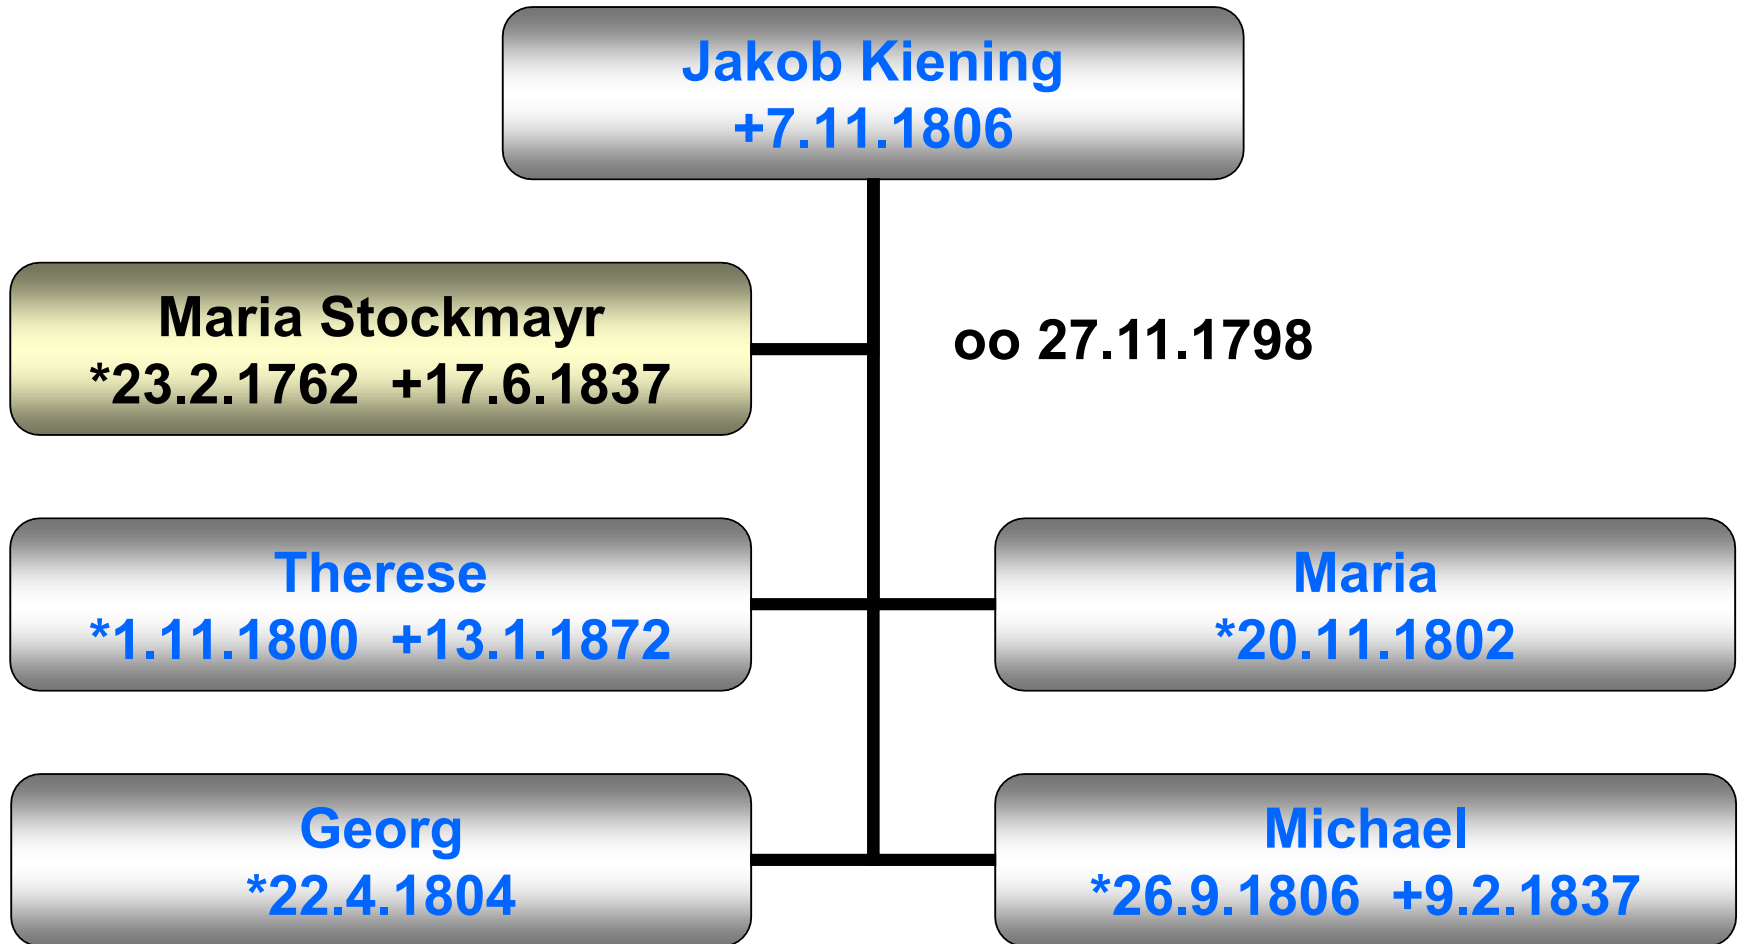 Jakob Kiening
+7.11.1806
Maria Stockmayr
*23.2.1762 +17.6.1837
oo 27.11.1798
Therese
*1.11.1800 +13.1.1872
Maria
*20.11.1802
Georg
*22.4.1804
Michael
*26.9.1806 +9.2.1837